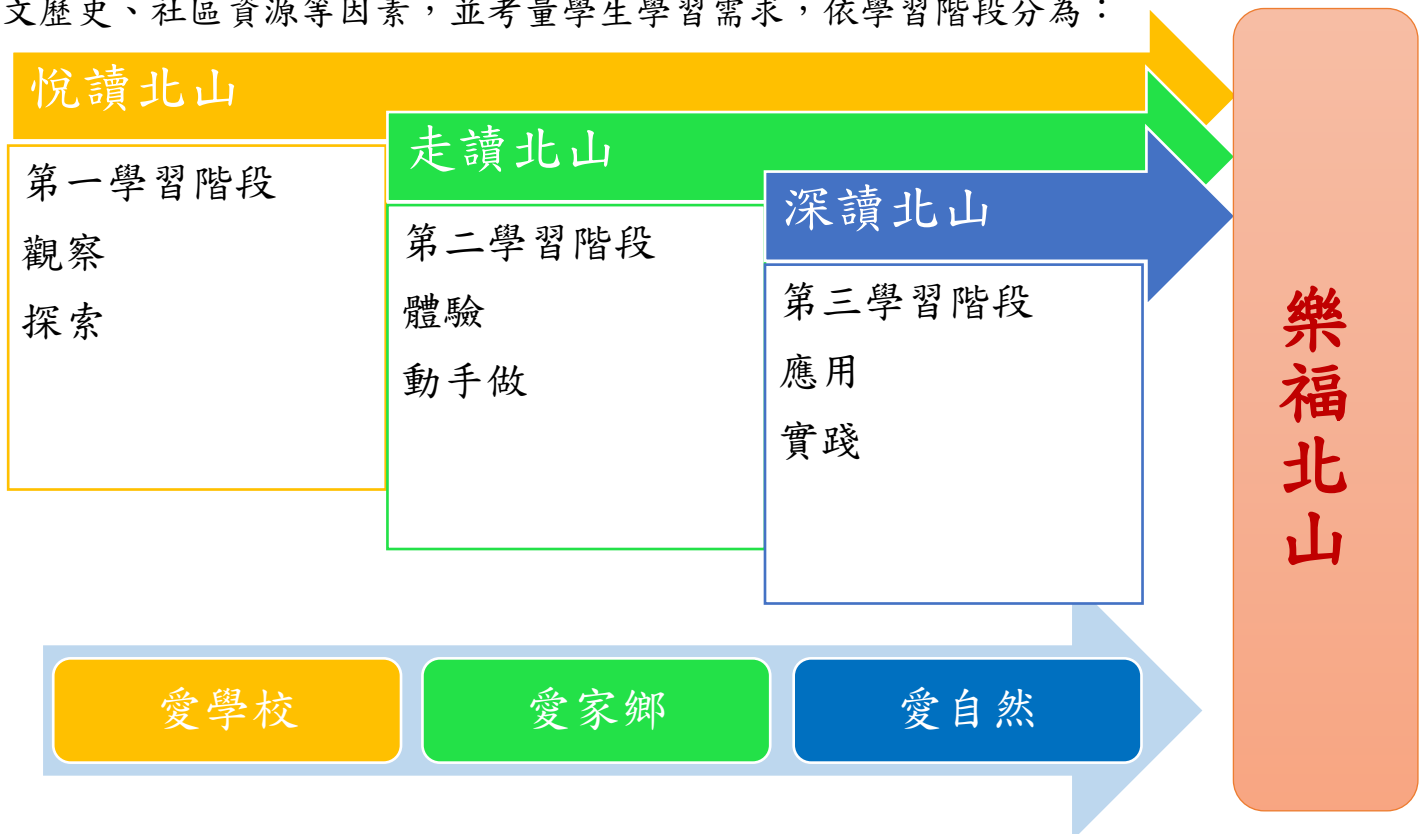 文歷史、社區資源等因素，並考量學生學習需求，依學習階段分為：
悅讀北山
第一學習階段
觀察
探索
走讀北山
第二學習階段
體驗
動手做
深讀北山
第三學習階段
應用
實踐
樂福北山
愛學校
愛家鄉
愛自然